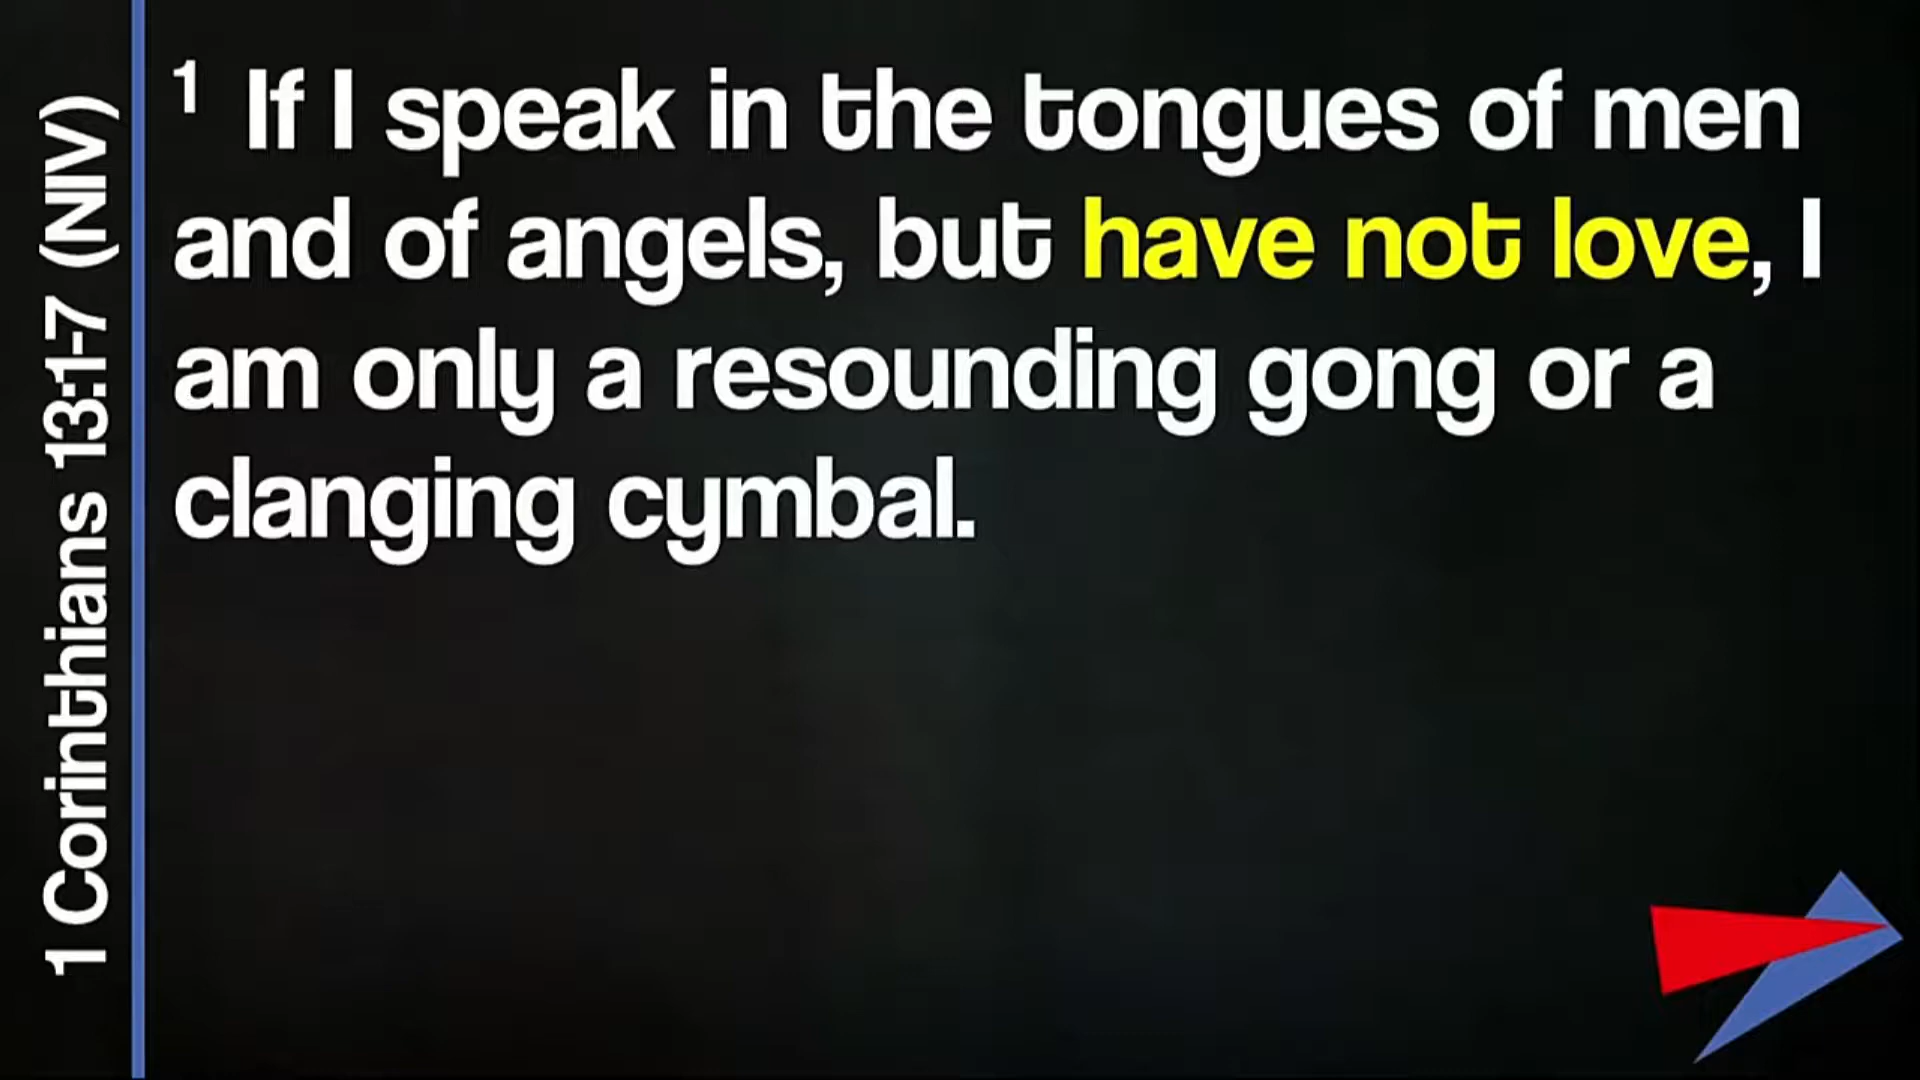 1 Corinthians 13:1-7 (NIV)
1 If I speak in the tongues of men
and of angels, but have not love, I
am only a resounding gong or a
clanging cymbal.